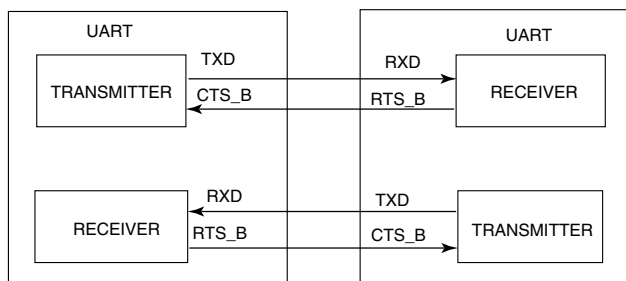 UART
UART
TXD
RXD
TRANSMITTER
CTS_B
RTS_B
RECEIVER
RXD
TXD
RECEIVER
RTS_B
CTS_B
TRANSMITTER